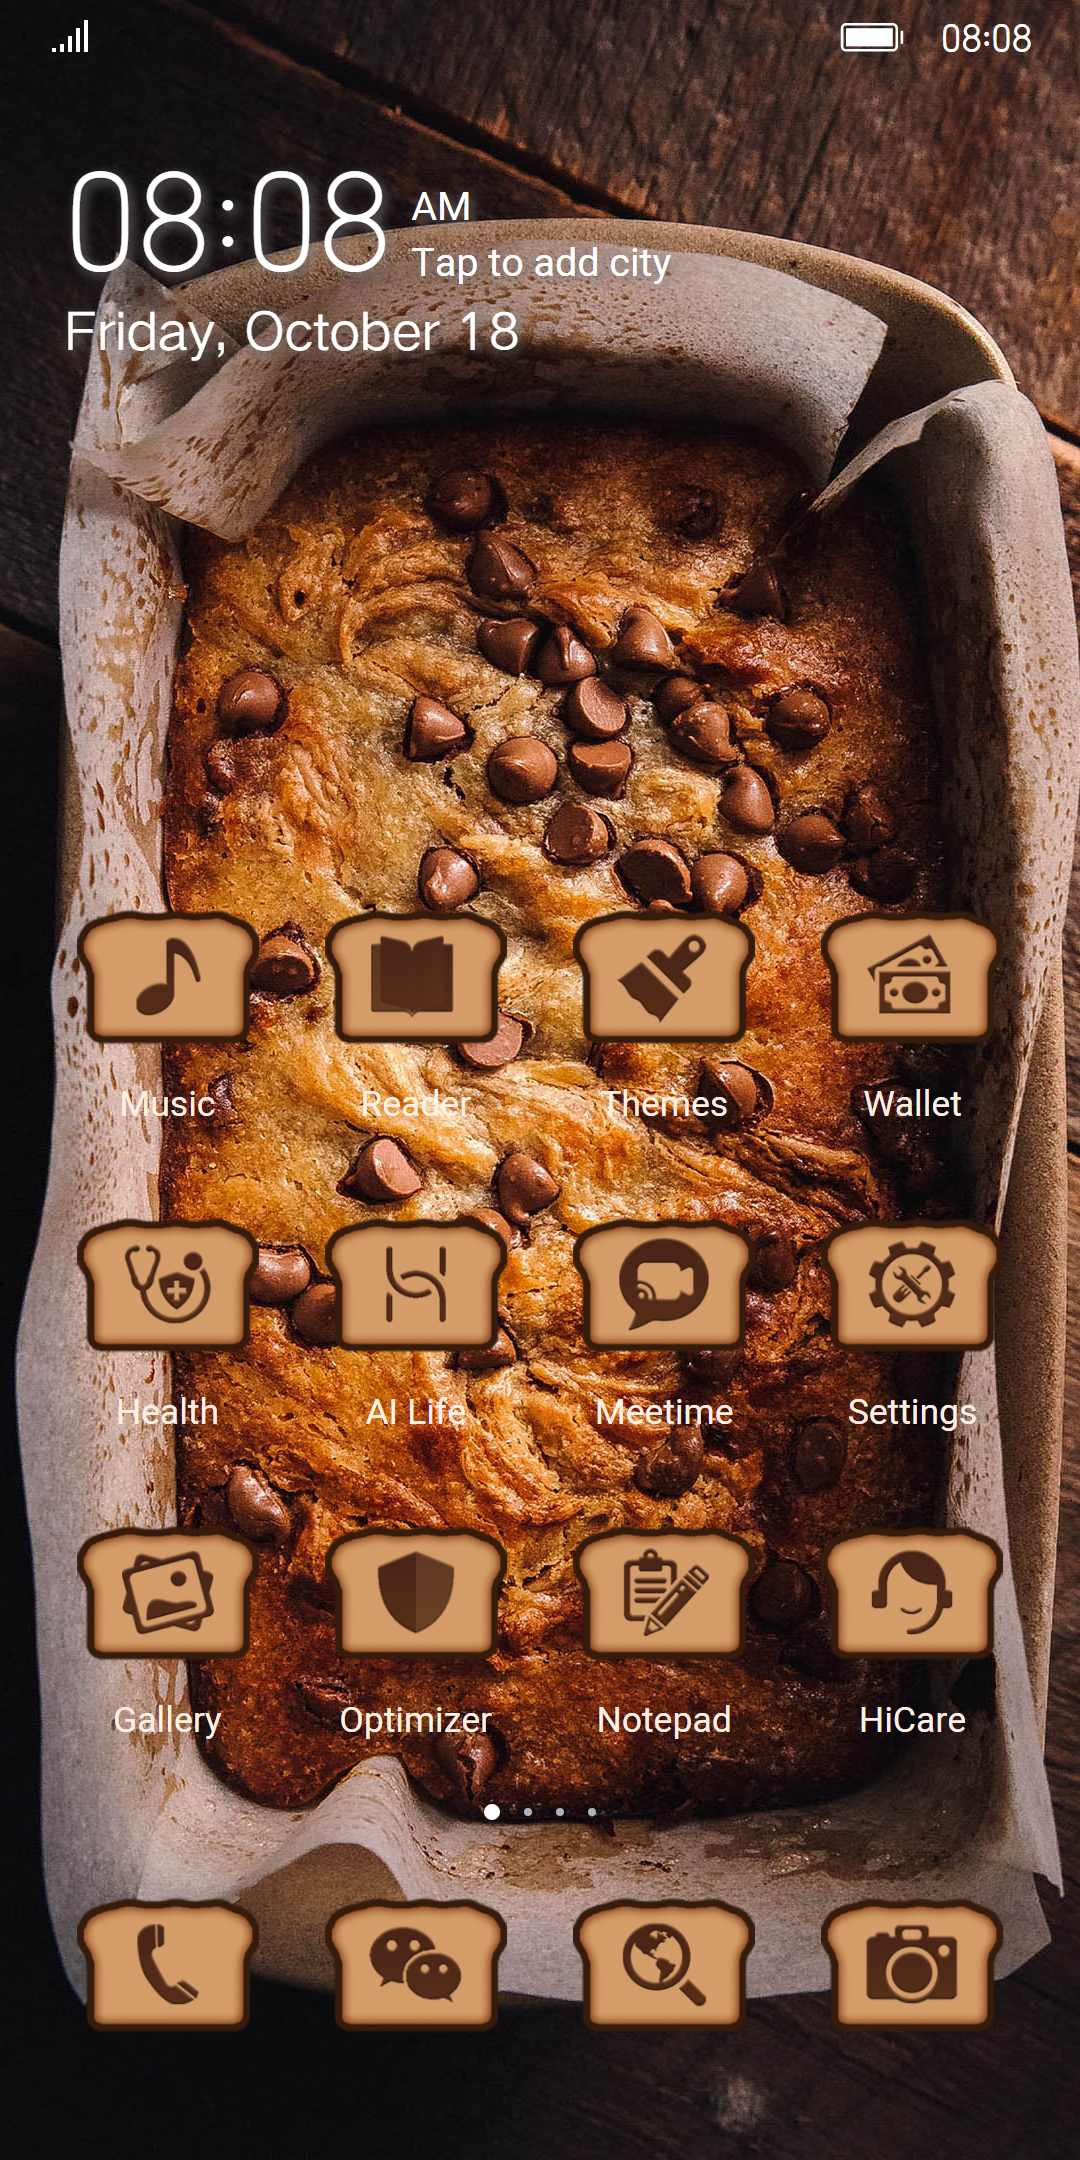 08:08
08:08 AM
Tap to add city
Friday, October 18
Music Reader Themes Wallet
Health AI Life Meetime Settings
Gallery Optimizer Notepad HiCare